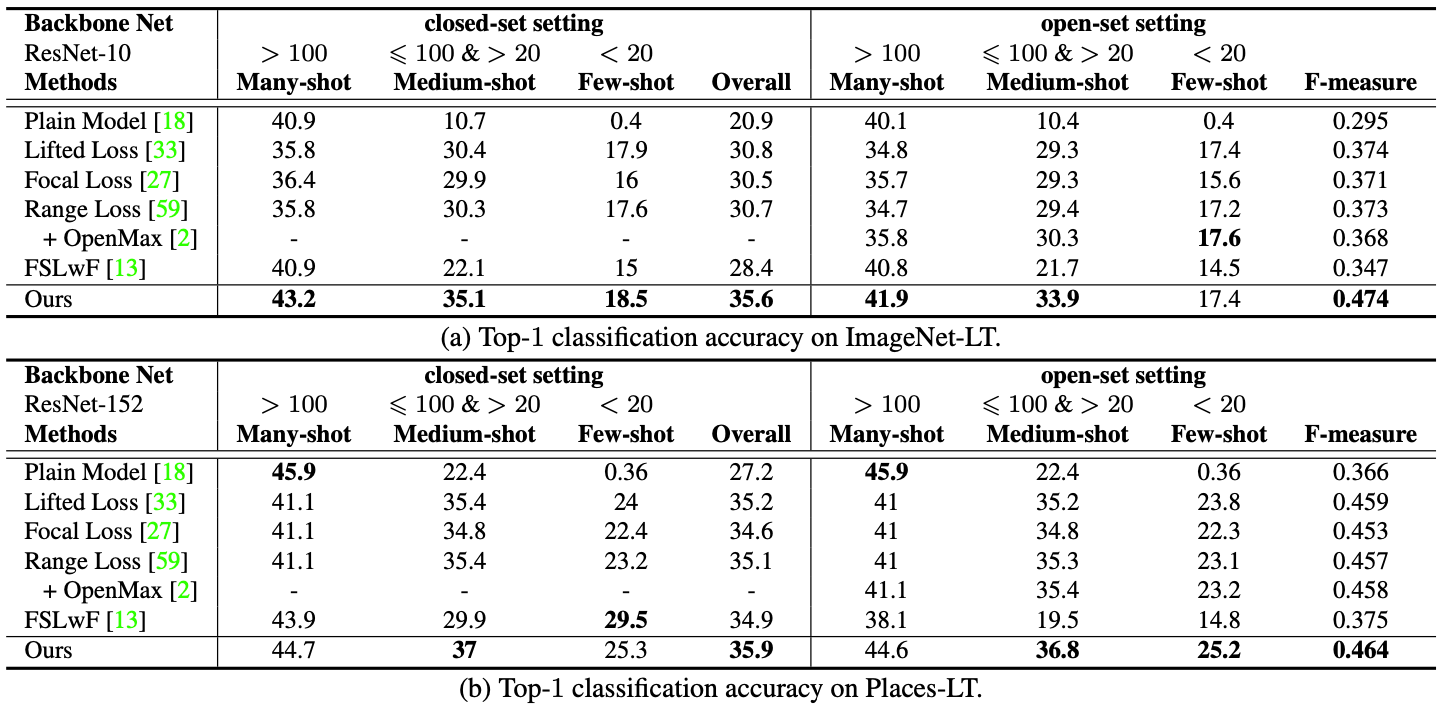 Backbone Net closed-set setting open-set setting
ResNet-10 > 100 ⩽ 100 & > 20 < 20 > 100 ⩽ 100 & > 20 < 20
Methods Many-shot Medium-shot Few-shot Overall Many-shot Medium-shot Few-shot F-measure
Plain Model [18] 40.9 10.7 0.4 20.9 40.1 10.4 0.4 0.295
Lifted Loss [33] 35.8 30.4 17.9 30.8 34.8 29.3 17.4 0.374
Focal Loss [27] 36.4 29.9 16 30.5 35.7 29.3 15.6 0.371
Range Loss [59] 35.8 30.3 17.6 30.7 34.7 29.4 17.2 0.373
+ OpenMax [2] - - - - 35.8 30.3 17.6 0.368
FSLwF [13] 40.9 22.1 15 28.4 40.8 21.7 14.5 0.347
Ours 43.2 35.1 18.5 35.6 41.9 33.9 17.4 0.474
(a) Top-1 classification accuracy on ImageNet-LT.
Backbone Net closed-set setting open-set setting
ResNet-152 > 100 ⩽ 100 & > 20 < 20 > 100 ⩽ 100 & > 20 < 20
Methods Many-shot Medium-shot Few-shot Overall Many-shot Medium-shot Few-shot F-measure
Plain Model [18] 45.9 22.4 0.36 27.2 45.9 22.4 0.36 0.366
Lifted Loss [33] 41.1 35.4 24 35.2 41 35.2 23.8 0.459
Focal Loss [27] 41.1 34.8 22.4 34.6 41 34.8 22.3 0.453
Range Loss [59] 41.1 35.4 23.2 35.1 41 35.3 23.1 0.457
+ OpenMax [2] - - - - 41.1 35.4 23.2 0.458
FSLwF [13] 43.9 29.9 29.5 34.9 38.1 19.5 14.8 0.375
Ours 44.7 37 25.3 35.9 44.6 36.8 25.2 0.464
(b) Top-1 classification accuracy on Places-LT.